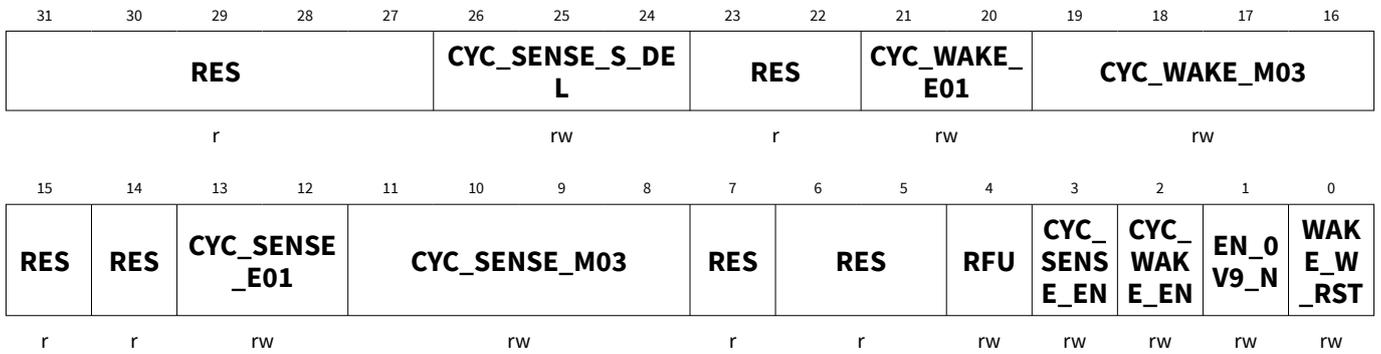 31 30 29 28 27 26 25 24 23 22 21 20 19 18 17 16
RES CYC_SENSE_S_DE
L RES CYC_WAKE_
E01 CYC_WAKE_M03
r rw r rw rw
15 14 13 12 11 10 9 8 7 6 5 4 3 2 1 0
RES RES CYC_SENSE
_E01 CYC_SENSE_M03 RES RES RFU CYC_
SENS
E_EN CYC_
WAK
E_EN EN_0
V9_N WAK
E_W
_RST
r r rw rw r r rw rw rw rw rw